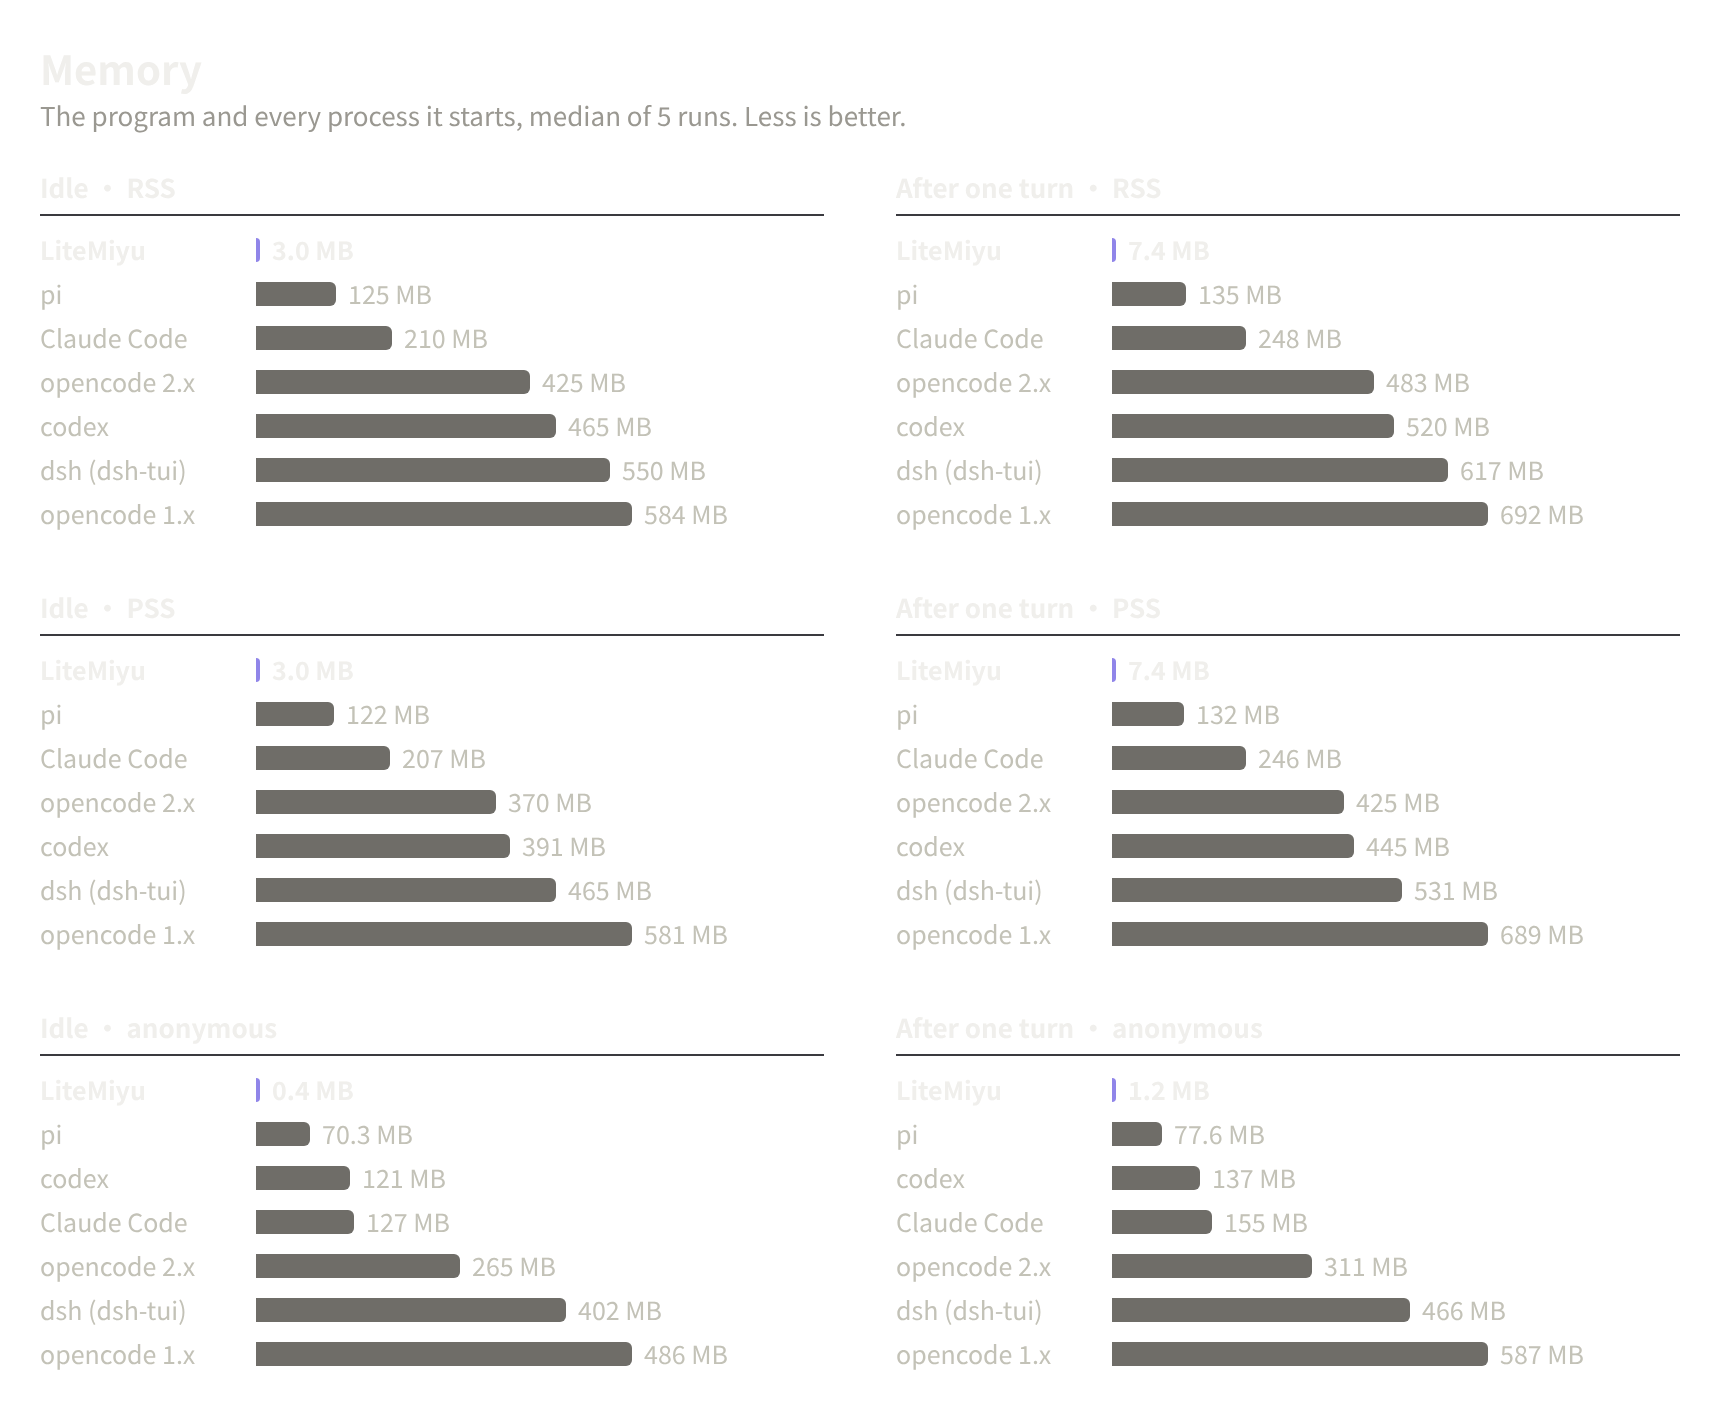 Memory
The program and every process it starts, median of 5 runs. Less is better.
Idle • RSS
LiteMiyu 3.0 MB
pi 125 MB
Claude Code 210 MB
opencode 2.x 425 MB
codex 465 MB
dsh (dsh-tui) 550 MB
opencode 1.x 584 MB
After one turn • RSS
LiteMiyu 7.4 MB
pi 135 MB
Claude Code 248 MB
opencode 2.x 483 MB
codex 520 MB
dsh (dsh-tui) 617 MB
opencode 1.x 692 MB
Idle • PSS
LiteMiyu 3.0 MB
pi 122 MB
Claude Code 207 MB
opencode 2.x 370 MB
codex 391 MB
dsh (dsh-tui) 465 MB
opencode 1.x 581 MB
After one turn • PSS
LiteMiyu 7.4 MB
pi 132 MB
Claude Code 246 MB
opencode 2.x 425 MB
codex 445 MB
dsh (dsh-tui) 531 MB
opencode 1.x 689 MB
Idle • anonymous
LiteMiyu 0.4 MB
pi 70.3 MB
codex 121 MB
Claude Code 127 MB
opencode 2.x 265 MB
dsh (dsh-tui) 402 MB
opencode 1.x 486 MB
After one turn • anonymous
LiteMiyu 1.2 MB
pi 77.6 MB
codex 137 MB
Claude Code 155 MB
opencode 2.x 311 MB
dsh (dsh-tui) 466 MB
opencode 1.x 587 MB